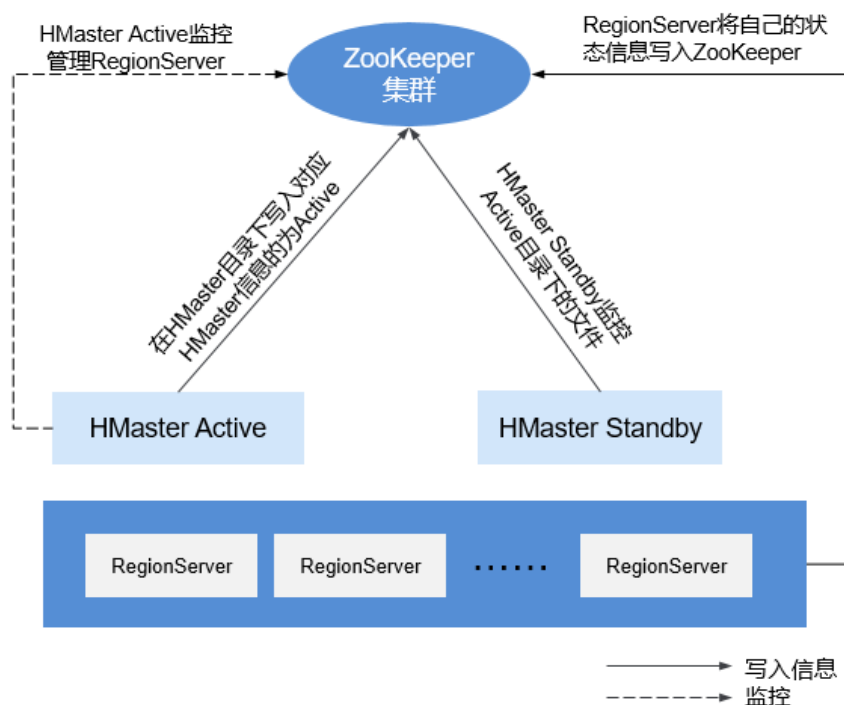 HMaster Active监控
管理RegionServer
ZooKeeper
集群
RegionServer将自己的状
态信息写入ZooKeeper
在HMaster目录下写入对应
HMaster信息的为Active
HMaster Standby监控
Active目录下的文件
HMaster Active
HMaster Standby
RegionServer
RegionServer
······
RegionServer
写入信息
监控